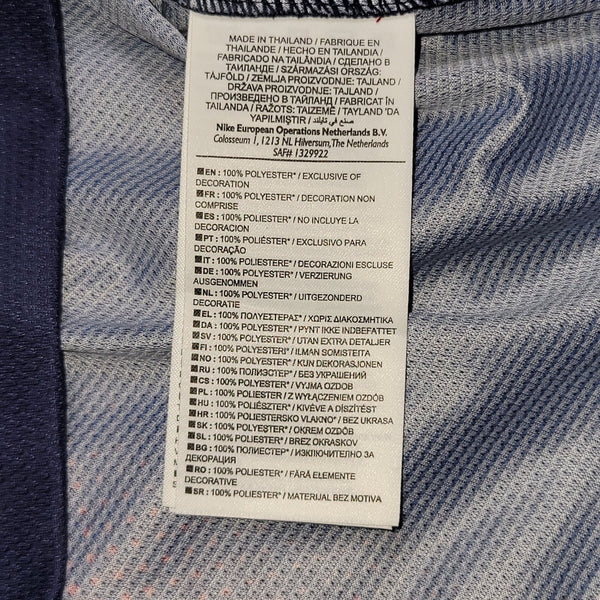 MADE IN THAILAND / FABRIQUE EN
THAILANDE / HECHO EN TAILANDIA /
FABRICADO NA TAILÂNDIA / СДЕЛАНО В
ТАИЛАНДЕ / SZÁRMAZÁSI ORSZÁG:
TÁJFÖLD / ZEMLJA PROIZVODNJE: TAJLAND /
DRŽAVA PROIZVODNJE: TAJLAND /
ПРОИЗВЕДЕНО В ТАЙЛАНД / FABRICAT ÎN
TAILANDA / RAŽOTS: TAIZEMĒ / TAYLAND 'DA
YAPILMIŞTIR / صنع في تايلند
Nike European Operations Netherlands B.V.
Colosseum 1, 1213 NL Hilversum, The Netherlands
SAF# 1329922
EN : 100% POLYESTER* / EXCLUSIVE OF
DECORATION
FR : 100% POLYESTER* / DECORATION NON
COMPRISE
ES : 100% POLIESTER* / NO INCLUYE LA
DECORACION
PT : 100% POLIÉSTER* / EXCLUSIVO PARA
DECORAÇÃO
IT : 100% POLIESTERE* / DECORAZIONI ESCLUSE
DE : 100% POLYESTER* / VERZIERUNG
AUSGENOMMEN
NL : 100% POLYESTER* / UITGEZONDERD
DECORATIE
EL : 100% ΠΟΛΥΕΣΤΕΡΑΣ* / ΧΩΡΙΣ ΔΙΑΚΟΣΜΗΤΙΚΑ
DA : 100% POLYESTER* / PYNT IKKE INDBEFATTET
SV : 100% POLYESTER* / UTAN EXTRA DETALJER
FI : 100% POLYESTERI* / ILMAN SOMISTEITA
NO : 100% POLYESTER* / KUN DEKORASJONEN
RU : 100% ПОЛИЭСТЕР* / БЕЗ УКРАШЕНИЙ
CS : 100% POLYESTER* / VYJMA OZDOB
PL : 100% POLIESTER / Z WYŁĄCZENIEM OZDÓB
HU : 100% POLIÉSZTER* / KIVÉVE A DÍSZÍTÉST
HR : 100% POLIESTERSKO VLAKNO* / BEZ UKRASA
SK : 100% POLYESTER* / OKREM OZDÔB
SL : 100% POLIESTER* / BREZ OKRASKOV
BG : 100% ПОЛИЕСТЕР* / ИЗКЛЮЧИТЕЛНО ЗА
ДЕКОРАЦИЯ
RO : 100% POLIESTER* / FĂRĂ ELEMENTE
DECORATIVE
SR : 100% POLIESTER* / MATERIJAL BEZ MOTIVA